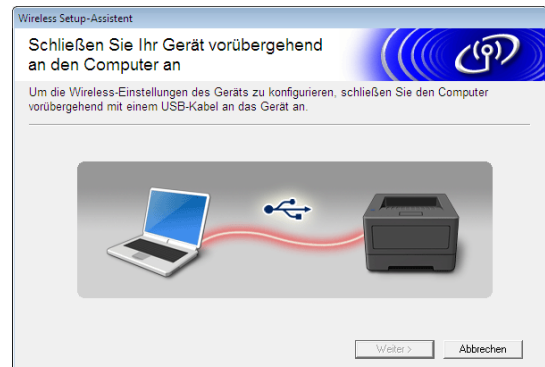 Wireless Setup-Assistent
Schließen Sie Ihr Gerät vorübergehend
an den Computer an
Um die Wireless-Einstellungen des Geräts zu konfigurieren, schließen Sie den Computer
vorübergehend mit einem USB-Kabel an das Gerät an.
Weiter >
Abbrechen